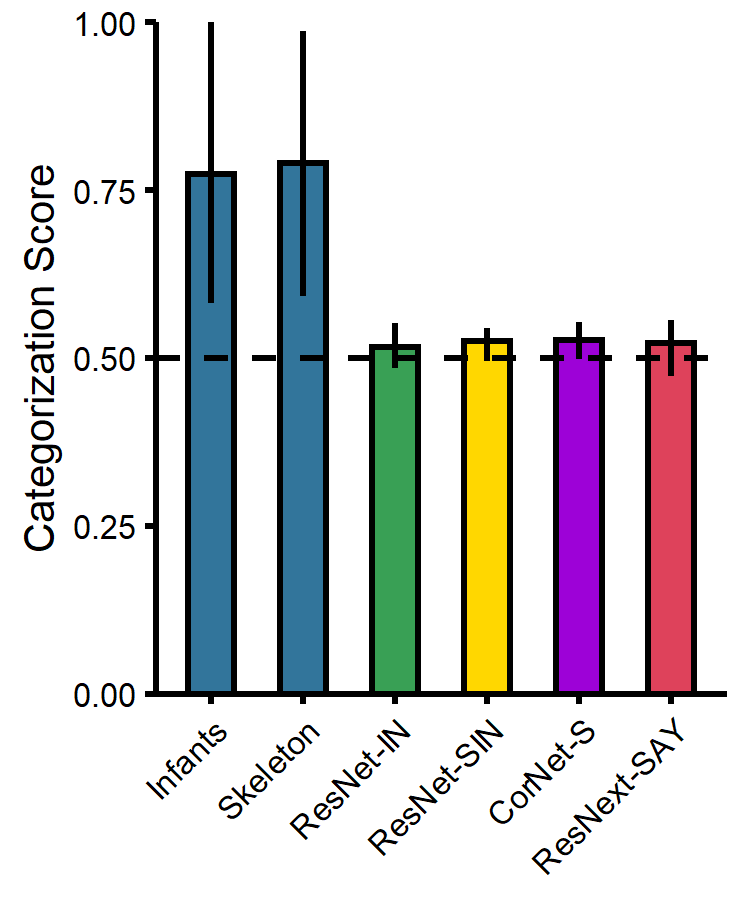 Categorization Score
1.00
0.75
0.50
0.25
0.00
Infants
Skeleton
ResNet-IN
ResNet-SIN
CorNet-S
ResNext-SAY